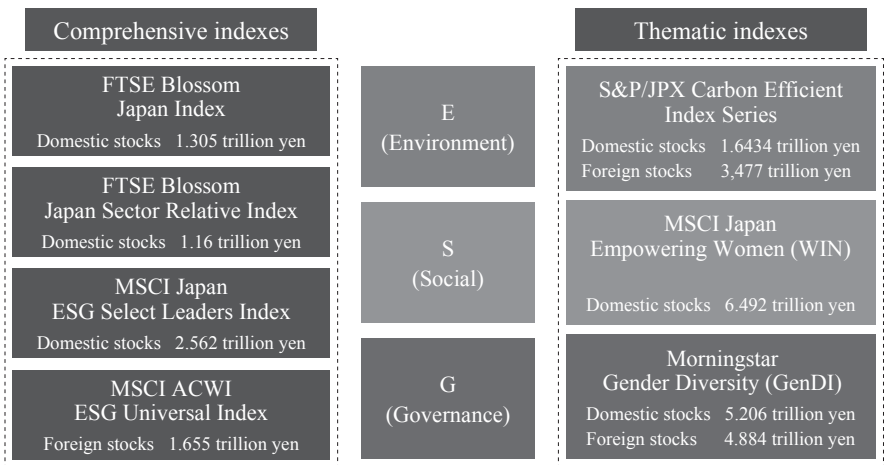 Comprehensive indexes
FTSE Blossom
Japan Index
Domestic stocks 1.305 trillion yen
FTSE Blossom
Japan Sector Relative Index
Domestic stocks 1.16 trillion yen
MSCI Japan
ESG Select Leaders Index
Domestic stocks 2.562 trillion yen
MSCI ACWI
ESG Universal Index
Foreign stocks 1.655 trillion yen
E
(Environment)
S
(Social)
G
(Governance)
Thematic indexes
S&P/JPX Carbon Efficient
Index Series
Domestic stocks 1.6434 trillion yen
Foreign stocks 3,477 trillion yen
MSCI Japan
Empowering Women (WIN)
Domestic stocks 6.492 trillion yen
Morningstar
Gender Diversity (GenDI)
Domestic stocks 5.206 trillion yen
Foreign stocks 4.884 trillion yen